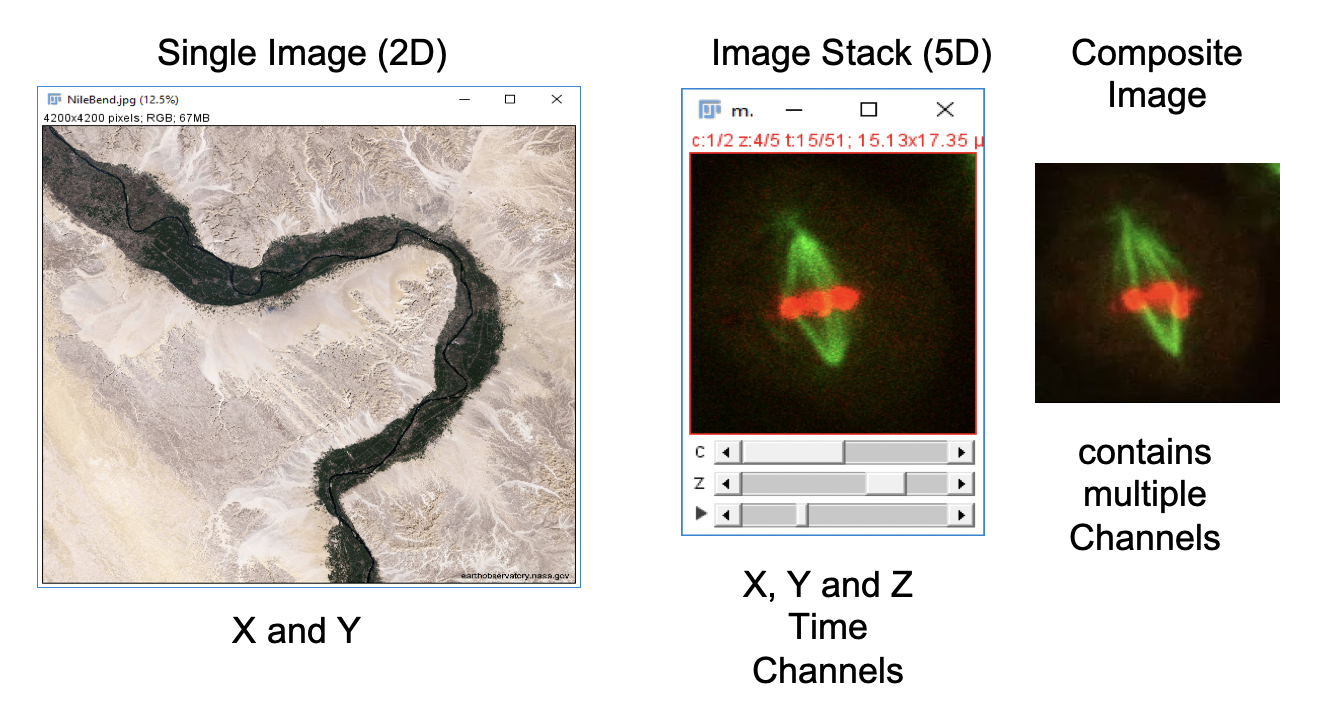 Single Image (2D)
NileBend.jpg (12.5%)
4200x4200 pixels; RGB; 67MB
earthobservatory.nasa.gov
X and Y
Image Stack (5D)
m.
c:1/2 z:4/5 t:15/51; 15.13x17.35 µ
c
z
X, Y and Z
Time
Channels
Composite
Image
contains
multiple
Channels